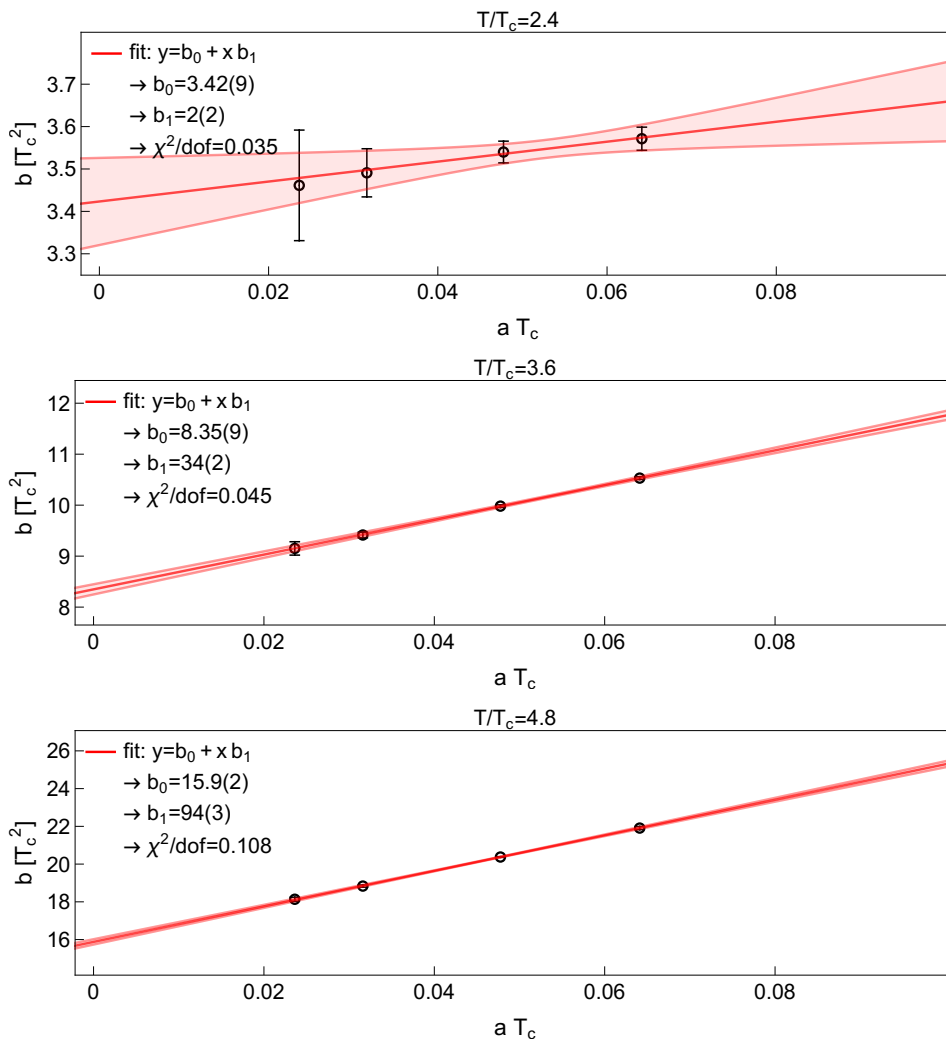 T/T_c=2.4
fit: y=b_0 + x b_1
→ b_0=3.42(9)
→ b_1=2(2)
→ χ^2/dof=0.035
b [T_c^2]
3.7
3.6
3.5
3.4
3.3
0 0.02 0.04 0.06 0.08
a T_c
T/T_c=3.6
fit: y=b_0 + x b_1
→ b_0=8.35(9)
→ b_1=34(2)
→ χ^2/dof=0.045
b [T_c^2]
12
11
10
9
8
0 0.02 0.04 0.06 0.08
a T_c
T/T_c=4.8
fit: y=b_0 + x b_1
→ b_0=15.9(2)
→ b_1=94(3)
→ χ^2/dof=0.108
b [T_c^2]
26
24
22
20
18
16
0 0.02 0.04 0.06 0.08
a T_c